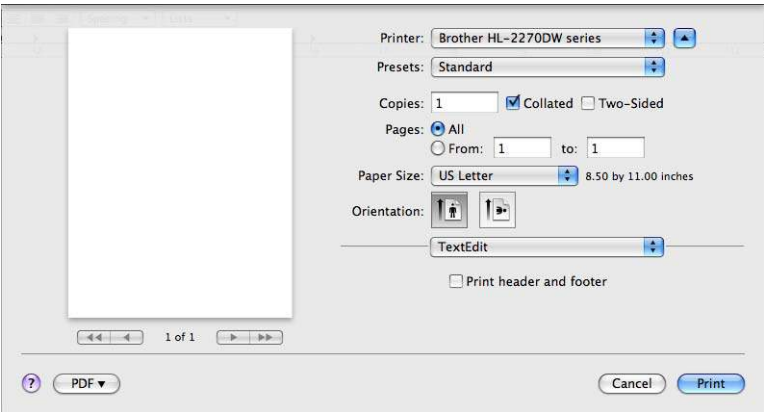 Spacing Lists
Printer: Brother HL-2270DW series
Presets: Standard
Copies: 1 Collated Two-Sided
Pages: All
From: 1 to: 1
Paper Size: US Letter 8.50 by 11.00 inches
Orientation:
TextEdit
Print header and footer
1 of 1
? PDF Cancel Print